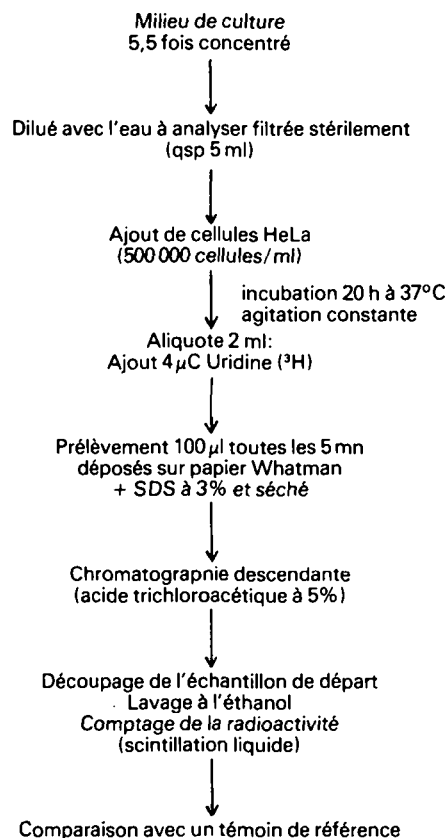 Milieu de culture
5,5 fois concentré
Dilué avec l'eau à analyser filtrée stérilement
(qsp 5 ml)
Ajout de cellules HeLa
(500 000 cellules/ml)
incubation 20 h à 37°C
agitation constante
Aliquote 2 ml:
Ajout 4 μC Uridine (³H)
Prélèvement 100 μl toutes les 5 mn
déposés sur papier Whatman
+ SDS à 3% et séché
Chromatograpnie descendante
(acide trichloroacétique à 5%)
Découpage de l'échantillon de départ
Lavage à l'éthanol
Comptage de la radioactivité
(scintillation liquide)
Comparaison avec un témoin de référence